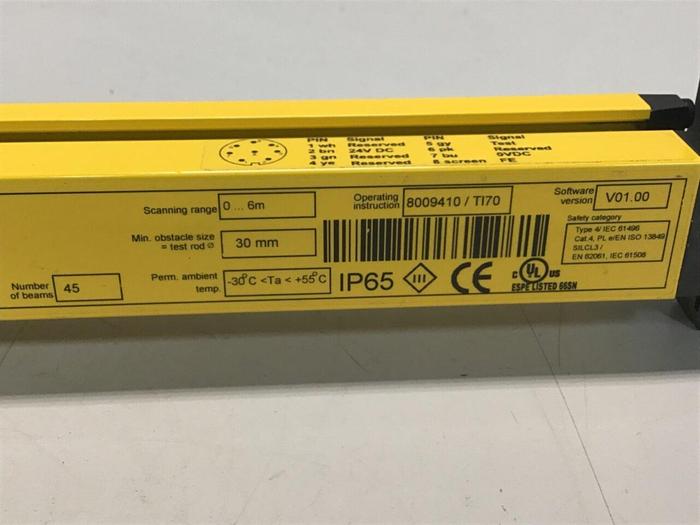 PIN Signal PIN Signal
1 wh Reserved 5 gy Test
2 bn 24V DC 6 pk Reserved
3 gn Reserved 7 bu 0VDC
4 ye Reserved 8 screen FE
Scanning range 0 ... 6m
Operating instruction 8009410 / TI70
Software version V01.00
Min. obstacle size = test rod Ø 30 mm
Safety category
Type 4/ IEC 61496
Cat.4, PL e/EN ISO 13849
SILCL3 /
EN 62061, IEC 61508
Number of beams 45
Perm. ambient temp. -30°C <Ta < +55°C
IP65
III
CE
C UL US
ESPE LISTED 66SN